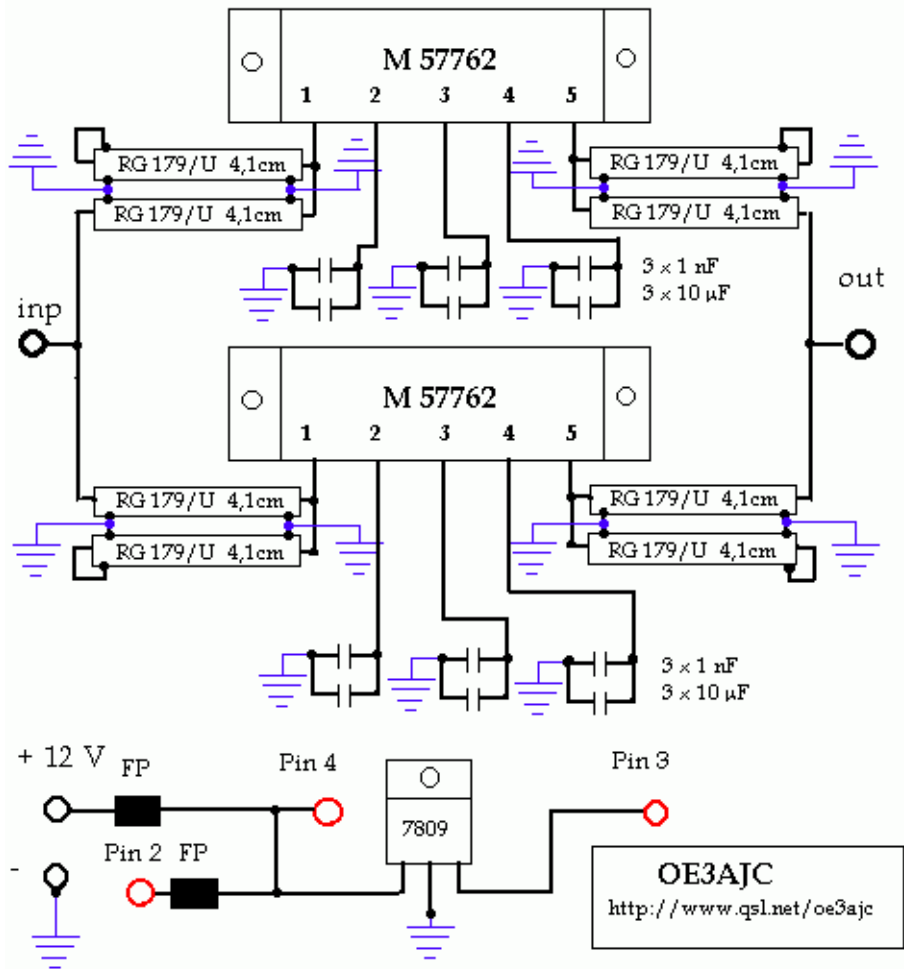 M 57762
1 2 3 4 5
RG 179/U 4,1cm
RG 179/U 4,1cm
RG 179/U 4,1cm
RG 179/U 4,1cm
3 x 1 nF
3 x 10 µF
inp
out
M 57762
1 2 3 4 5
RG 179/U 4,1cm
RG 179/U 4,1cm
RG 179/U 4,1cm
RG 179/U 4,1cm
3 x 1 nF
3 x 10 µF
+ 12 V
FP
Pin 4
Pin 3
7809
-
Pin 2
FP
OE3AJC
http://www.qsl.net/oe3ajc